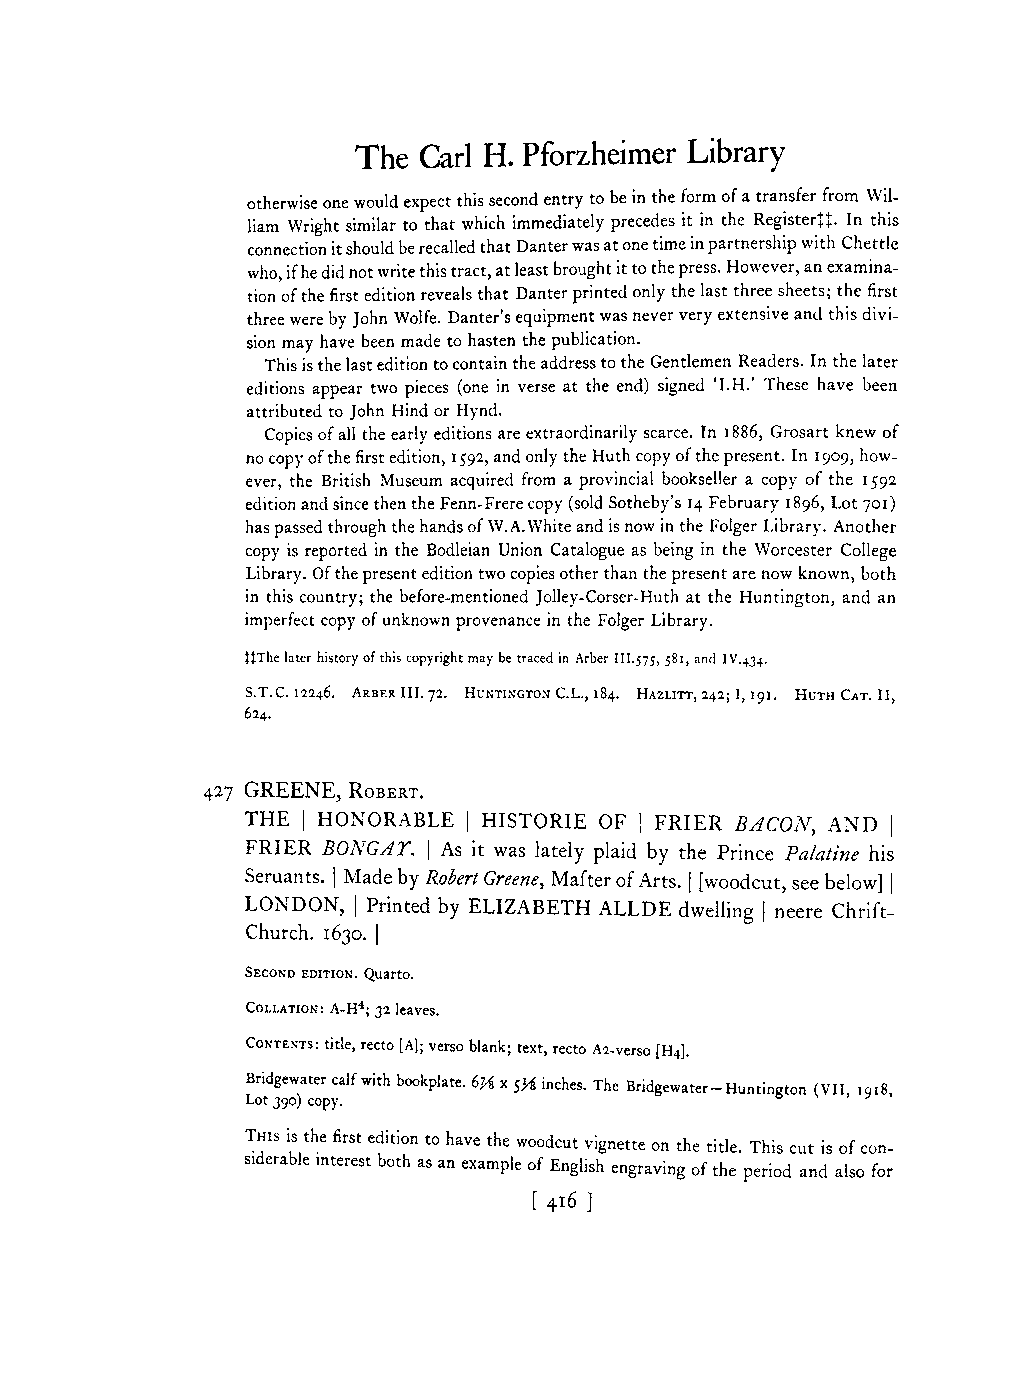 The Carl H. Pforzheimer Library
otherwise one would expect this second entry to be in the form of a transfer from Wil-
liam Wright similar to that which immediately precedes it in the Register‡‡. In this
connection it should be recalled that Danter was at one time in partnership with Chettle
who, if he did not write this tract, at least brought it to the press. However, an examina-
tion of the first edition reveals that Danter printed only the last three sheets; the first
three were by John Wolfe. Danter's equipment was never very extensive and this divi-
sion may have been made to hasten the publication.
This is the last edition to contain the address to the Gentlemen Readers. In the later
editions appear two pieces (one in verse at the end) signed 'I.H.' These have been
attributed to John Hind or Hynd.
Copies of all the early editions are extraordinarily scarce. In 1886, Grosart knew of
no copy of the first edition, 1592, and only the Huth copy of the present. In 1909, how-
ever, the British Museum acquired from a provincial bookseller a copy of the 1592
edition and since then the Fenn-Frere copy (sold Sotheby's 14 February 1896, Lot 701)
has passed through the hands of W.A.White and is now in the Folger Library. Another
copy is reported in the Bodleian Union Catalogue as being in the Worcester College
Library. Of the present edition two copies other than the present are now known, both
in this country; the before-mentioned Jolley-Corser-Huth at the Huntington, and an
imperfect copy of unknown provenance in the Folger Library.
‡‡The later history of this copyright may be traced in Arber III.575, 581, and IV.434.
S.T.C. 12246. ARBER III. 72. HUNTINGTON C.L., 184. HAZLITT, 242; I, 191. HUTH CAT. II,
624.
427 GREENE, ROBERT.
THE | HONORABLE | HISTORIE OF | FRIER BACON, AND |
FRIER BONGAY. | As it was lately plaid by the Prince Palatine his
Seruants. | Made by Robert Greene, Maſter of Arts. | [woodcut, see below] |
LONDON, | Printed by ELIZABETH ALLDE dwelling | neere Chriſt-
Church. 1630. |
SECOND EDITION. Quarto.
COLLATION: A-H⁴; 32 leaves.
CONTENTS: title, recto [A]; verso blank; text, recto A2-verso [H4].
Bridgewater calf with bookplate. x inches. The Bridgewater—Huntington (VII, 1918,
Lot 390) copy.
THIS is the first edition to have the woodcut vignette on the title. This cut is of con-
siderable interest both as an example of English engraving of the period and also for
[ 416 ]